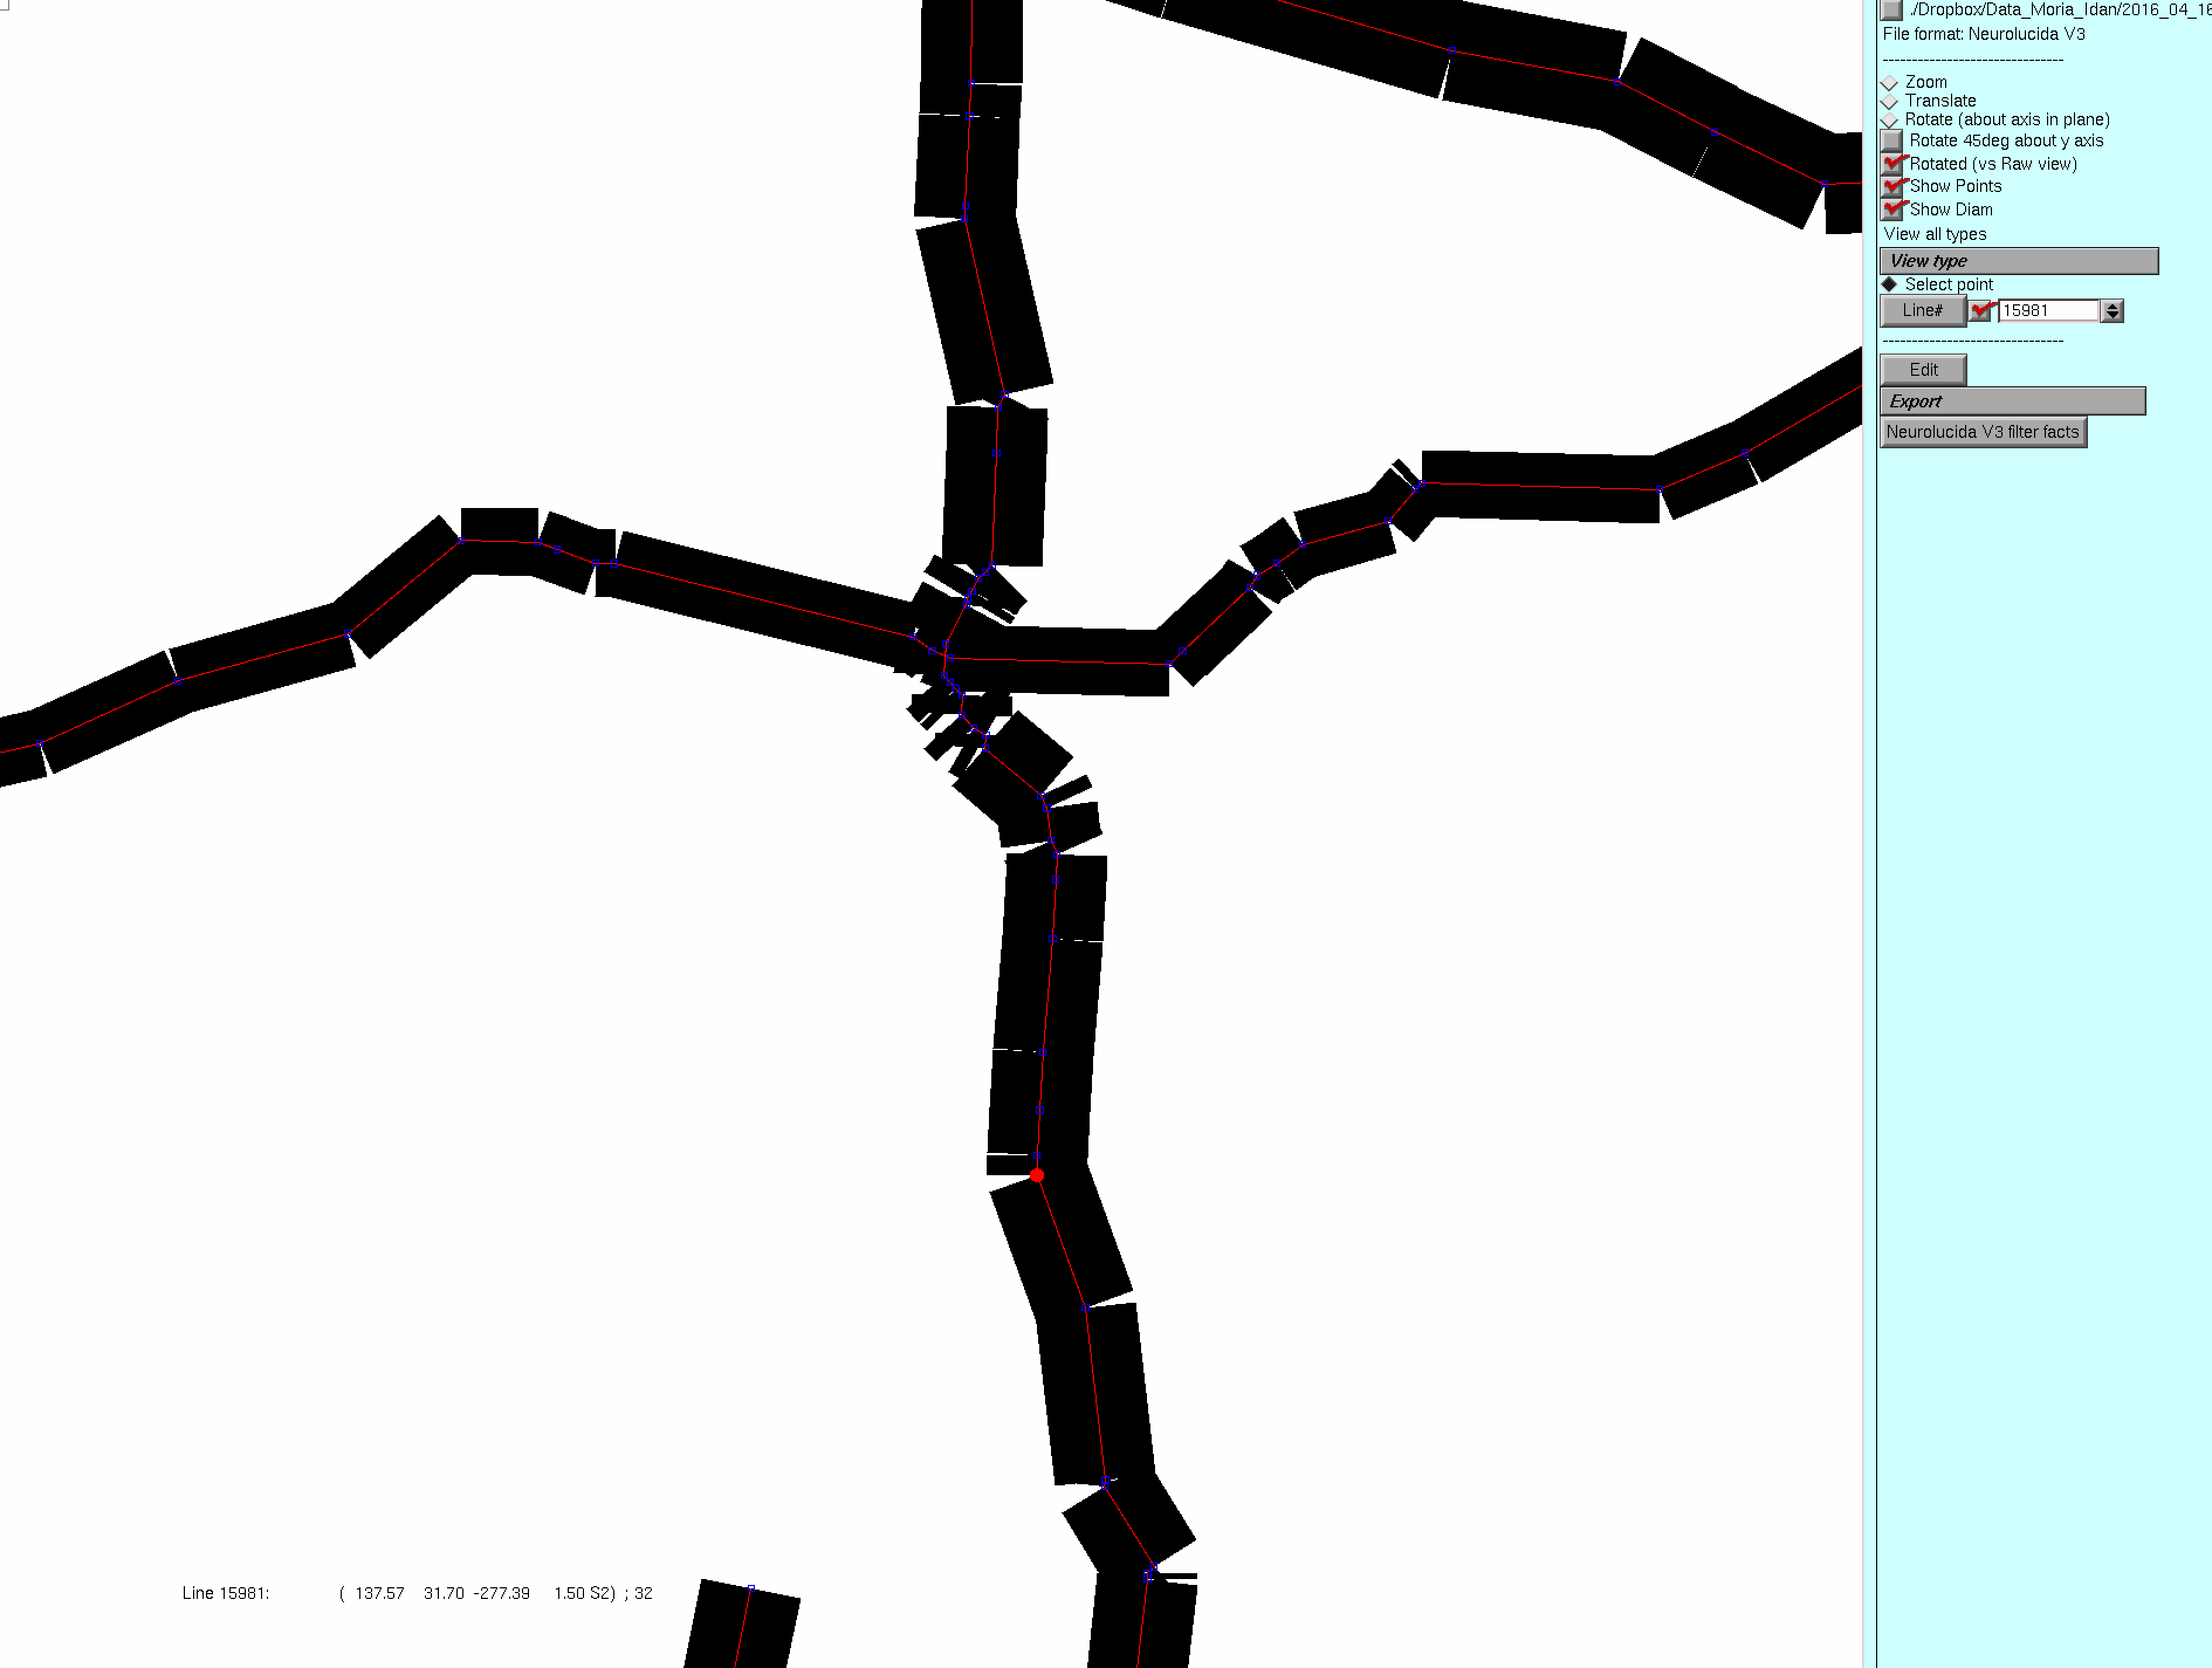 ./Dropbox/Data_Moria_Idan/2016_04_16
File format: Neurolucida V3
-------------------------------
Zoom
Translate
Rotate (about axis in plane)
Rotate 45deg about y axis
Rotated (vs Raw view)
Show Points
Show Diam
View all types
View type
Select point
Line# 15981
-------------------------------
Edit
Export
Neurolucida V3 filter facts
Line 15981: ( 137.57 31.70 -277.39 1.50 S2) ; 32